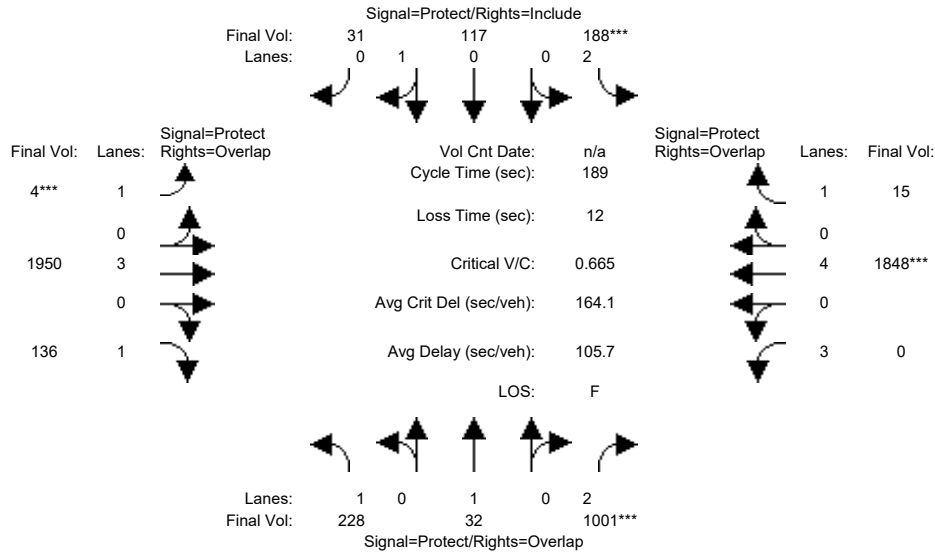 Signal=Protect/Rights=Include
Final Vol: 31 117 188***
Lanes: 0 1 0 0 2
Signal=Protect
Final Vol: Lanes: Rights=Overlap
Vol Cnt Date: n/a
Signal=Protect
Rights=Overlap Lanes: Final Vol:
Cycle Time (sec): 189
4*** 1
1 15
Loss Time (sec): 12
0
0
1950 3
Critical V/C: 0.665
4 1848***
0
Avg Crit Del (sec/veh): 164.1
0
136 1
Avg Delay (sec/veh): 105.7
3 0
LOS: F
Lanes: 1 0 1 0 2
Final Vol: 228 32 1001***
Signal=Protect/Rights=Overlap